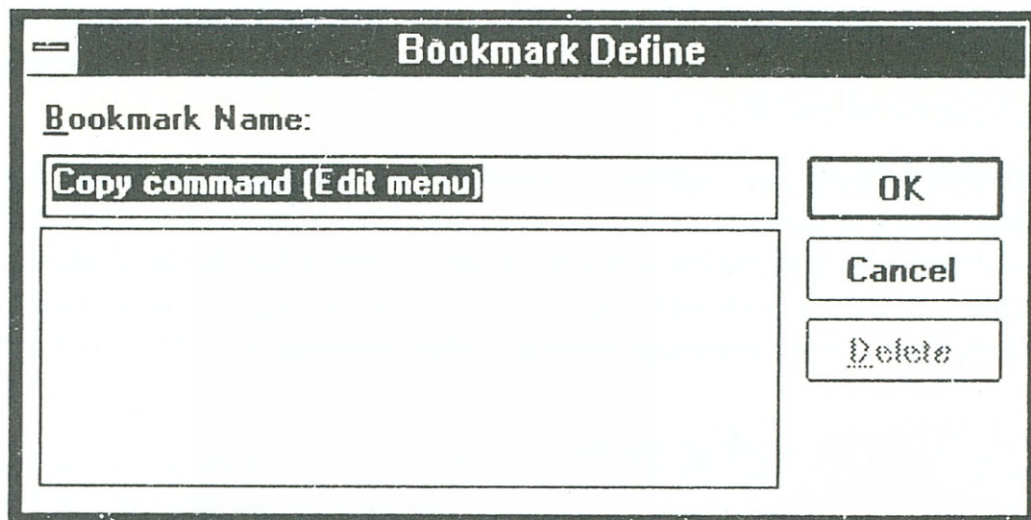 Bookmark Define
Bookmark Name:
Copy command (Edit menu)
OK
Cancel
Delete